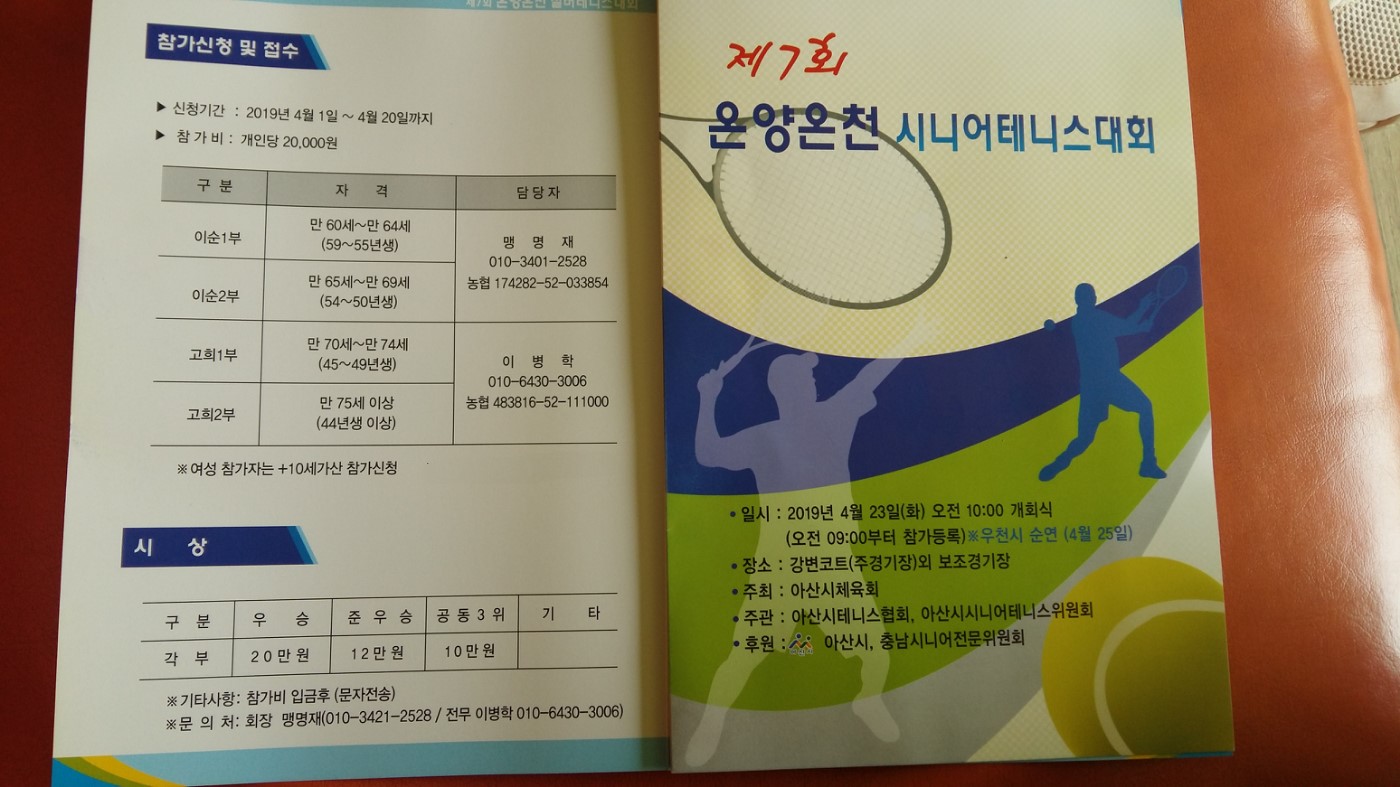 제7회 온양온천 실버테니스대회
참가신청 및 접수
▶ 신청기간 : 2019년 4월 1일 ~ 4월 20일까지
▶ 참 가 비 : 개인당 20,000원
구 분 자 격 담 당 자
이순1부 만 60세~만 64세 (59~55년생)
이순2부 만 65세~만 69세 (54~50년생)
맹 명 재
010-3401-2528
농협 174282-52-033854
고희1부 만 70세~만 74세 (45~49년생)
고희2부 만 75세 이상 (44년생 이상)
이 병 학
010-6430-3006
농협 483816-52-111000
※여성 참가자는 +10세가산 참가신청
시 상
구 분 우 승 준 우 승 공 동 3 위 기 타
각 부 20만원 12만원 10만원
※기타사항: 참가비 입금후 (문자전송)
※문 의 처: 회장 맹명재(010-3421-2528 / 전무 이병학 010-6430-3006)
제7회
온양온천 시니어테니스대회
• 일시 : 2019년 4월 23일(화) 오전 10:00 개회식
(오전 09:00부터 참가등록)※우천시 순연 (4월 25일)
• 장소 : 강변코트(주경기장)외 보조경기장
• 주최 : 아산시체육회
• 주관 : 아산시테니스협회, 아산시시니어테니스위원회
• 후원 : 아산시, 충남시니어전문위원회